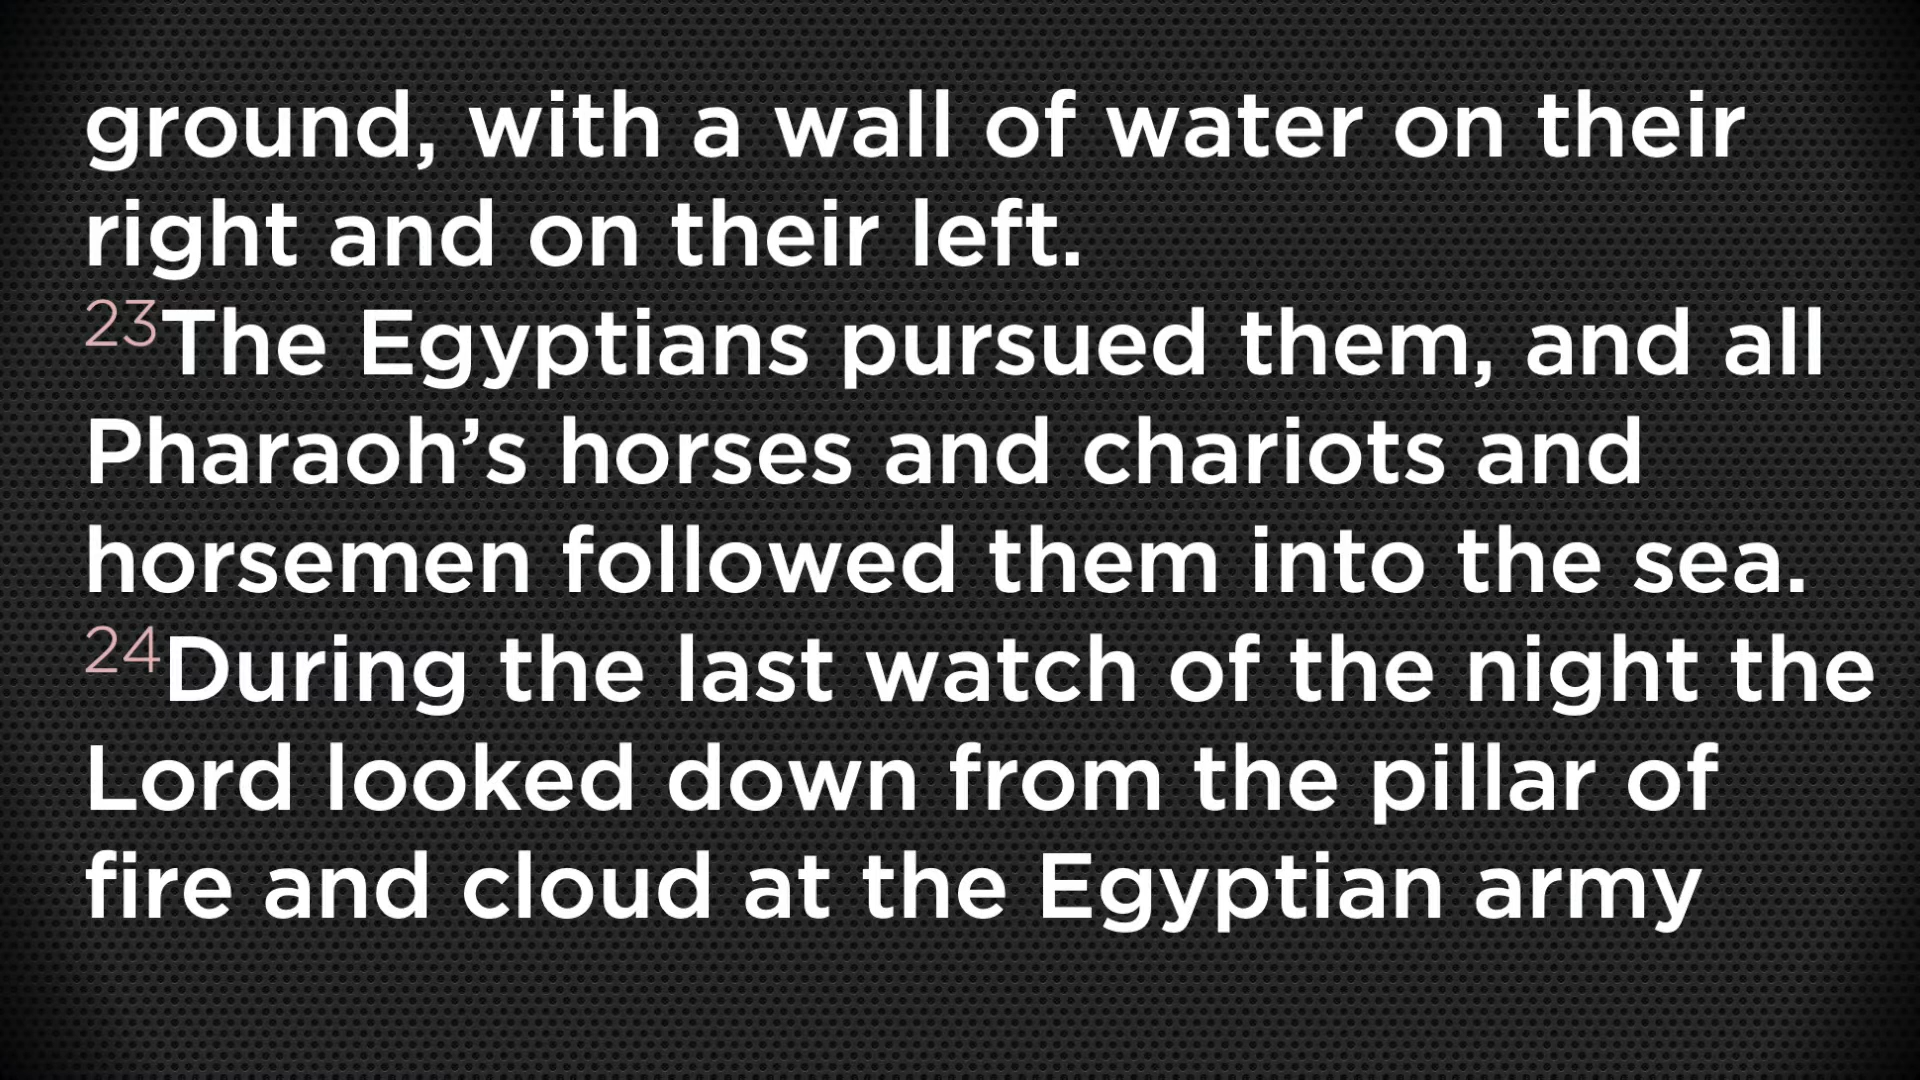 ground, with a wall of water on their
right and on their left.
23The Egyptians pursued them, and all
Pharaoh’s horses and chariots and
horsemen followed them into the sea.
24During the last watch of the night the
Lord looked down from the pillar of
fire and cloud at the Egyptian army